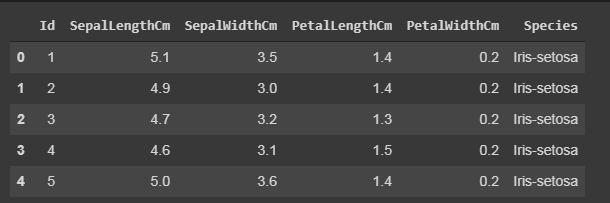 Id SepalLengthCm SepalWidthCm PetalLengthCm PetalWidthCm Species
0 1 5.1 3.5 1.4 0.2 Iris-setosa
1 2 4.9 3.0 1.4 0.2 Iris-setosa
2 3 4.7 3.2 1.3 0.2 Iris-setosa
3 4 4.6 3.1 1.5 0.2 Iris-setosa
4 5 5.0 3.6 1.4 0.2 Iris-setosa